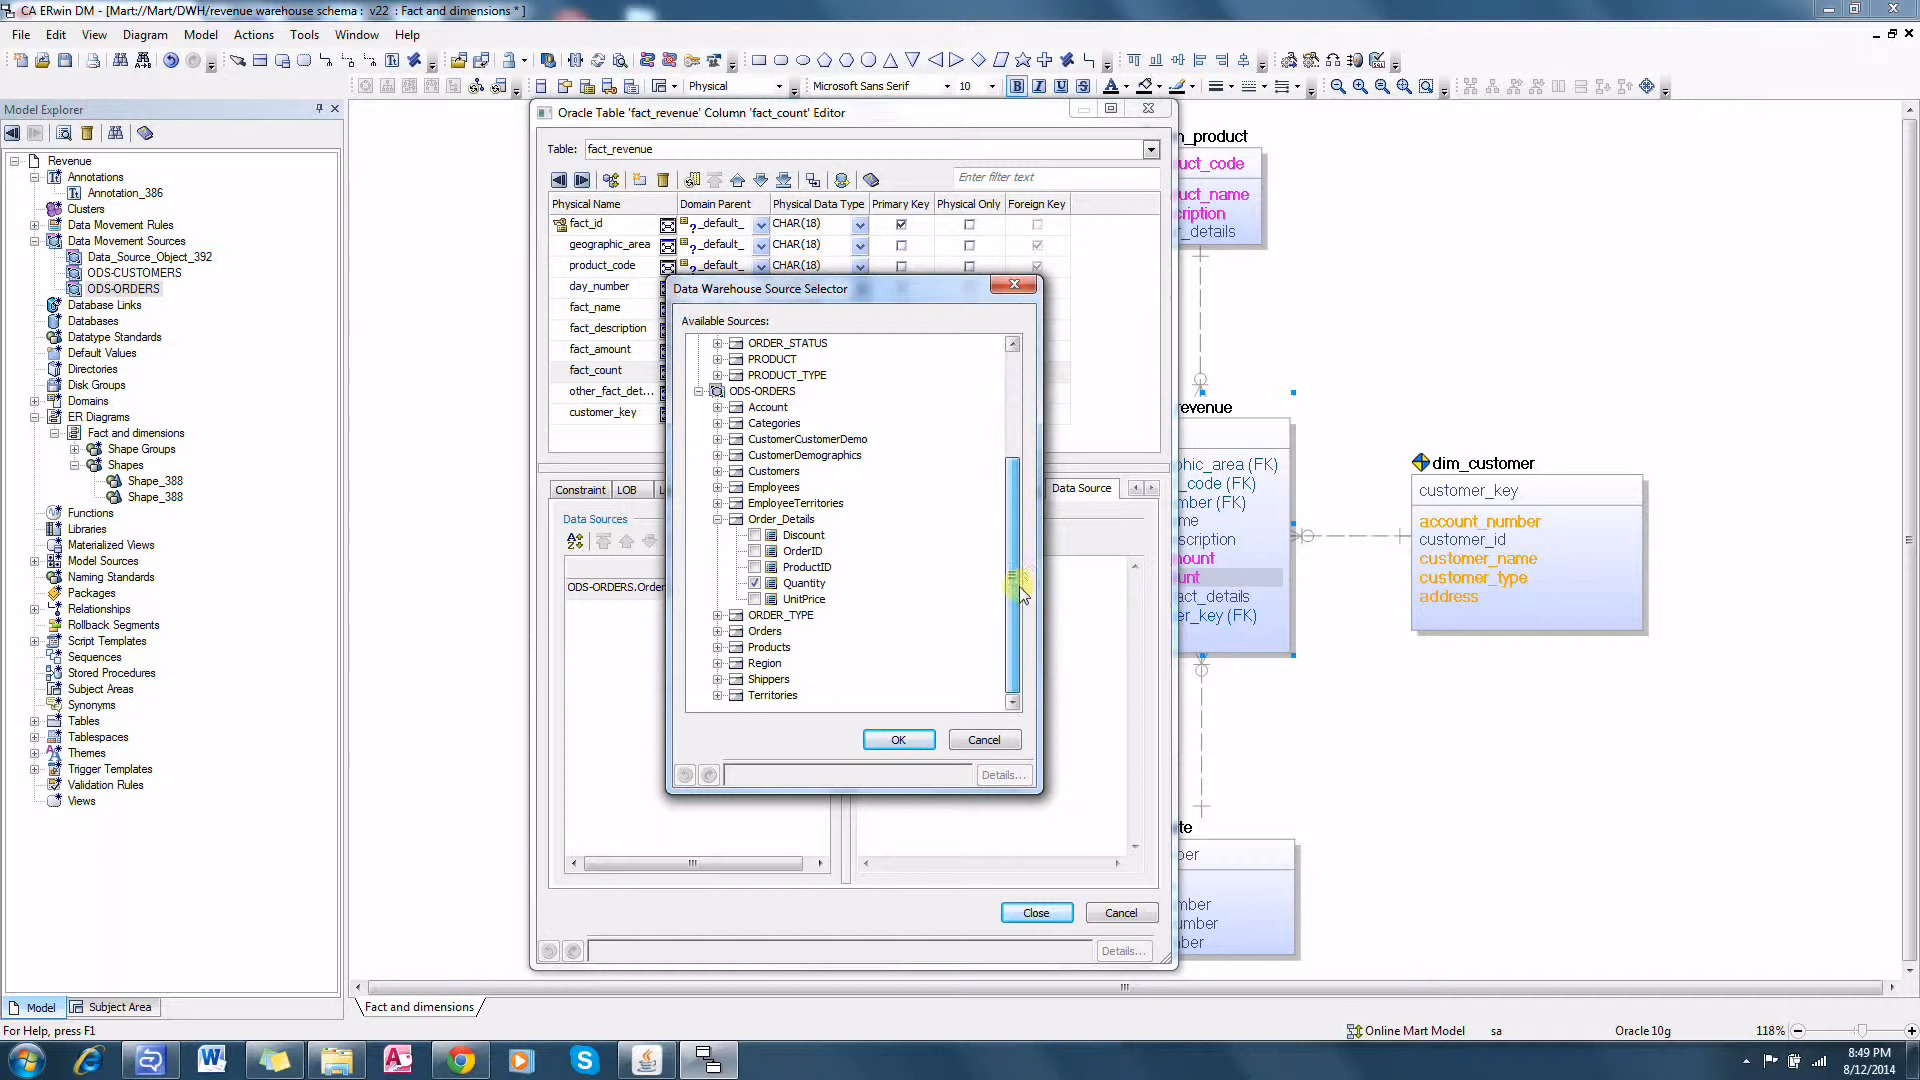 CA ERwin DM - [Mart://Mart/DWH/revenue warehouse schema : v22 : Fact and dimensions * ]
File Edit View Diagram Model Actions Tools Window Help
Physical
Microsoft Sans Serif 10
Model Explorer
Revenue
Annotations
Annotation_386
Clusters
Data Movement Rules
Data Movement Sources
Data_Source_Object_392
ODS-CUSTOMERS
ODS-ORDERS
Database Links
Databases
Datatype Standards
Default Values
Directories
Disk Groups
Domains
ER Diagrams
Fact and dimensions
Shape Groups
Shapes
Shape_388
Shape_388
Functions
Libraries
Materialized Views
Model Sources
Naming Standards
Packages
Relationships
Rollback Segments
Script Templates
Sequences
Stored Procedures
Subject Areas
Synonyms
Tables
Tablespaces
Themes
Trigger Templates
Validation Rules
Views
Model Subject Area
Oracle Table 'fact_revenue' Column 'fact_count' Editor
Table: fact_revenue
Enter filter text
Physical Name Domain Parent Physical Data Type Primary Key Physical Only Foreign Key
fact_id _default_ CHAR(18)
geographic_area _default_ CHAR(18)
product_code _default_ CHAR(18)
day_number
fact_name
fact_description
fact_amount
fact_count
other_fact_det...
customer_key
Constraint LOB Data Source
Data Sources
ODS-ORDERS.Order
Close Cancel
Details...
Data Warehouse Source Selector
Available Sources:
ORDER_STATUS
PRODUCT
PRODUCT_TYPE
ODS-ORDERS
Account
Categories
CustomerCustomerDemo
CustomerDemographics
Customers
Employees
EmployeeTerritories
Order_Details
Discount
OrderID
ProductID
Quantity
UnitPrice
ORDER_TYPE
Orders
Products
Region
Shippers
Territories
OK Cancel
Details...
n_product
uct_code
uct_name
cription
t_details
revenue
phic_area (FK)
_code (FK)
mber (FK)
me
escription
mount
unt
act_details
er_key (FK)
dim_customer
customer_key
account_number
customer_id
customer_name
customer_type
address
te
ber
mber
umber
ber
Fact and dimensions
For Help, press F1
Online Mart Model sa Oracle 10g 118%
8:49 PM
8/12/2014